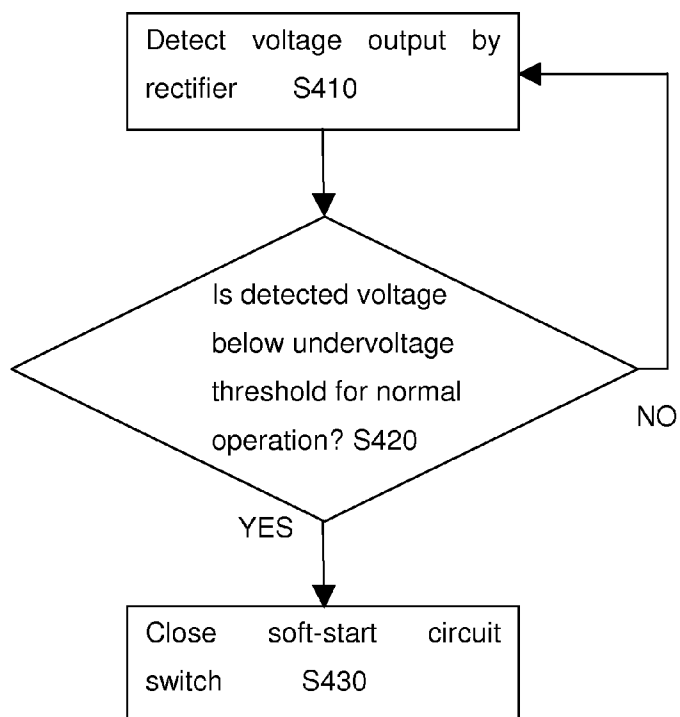 Detect voltage output by
rectifier S410
Is detected voltage
below undervoltage
threshold for normal
operation? S420
NO
YES
Close soft-start circuit
switch S430